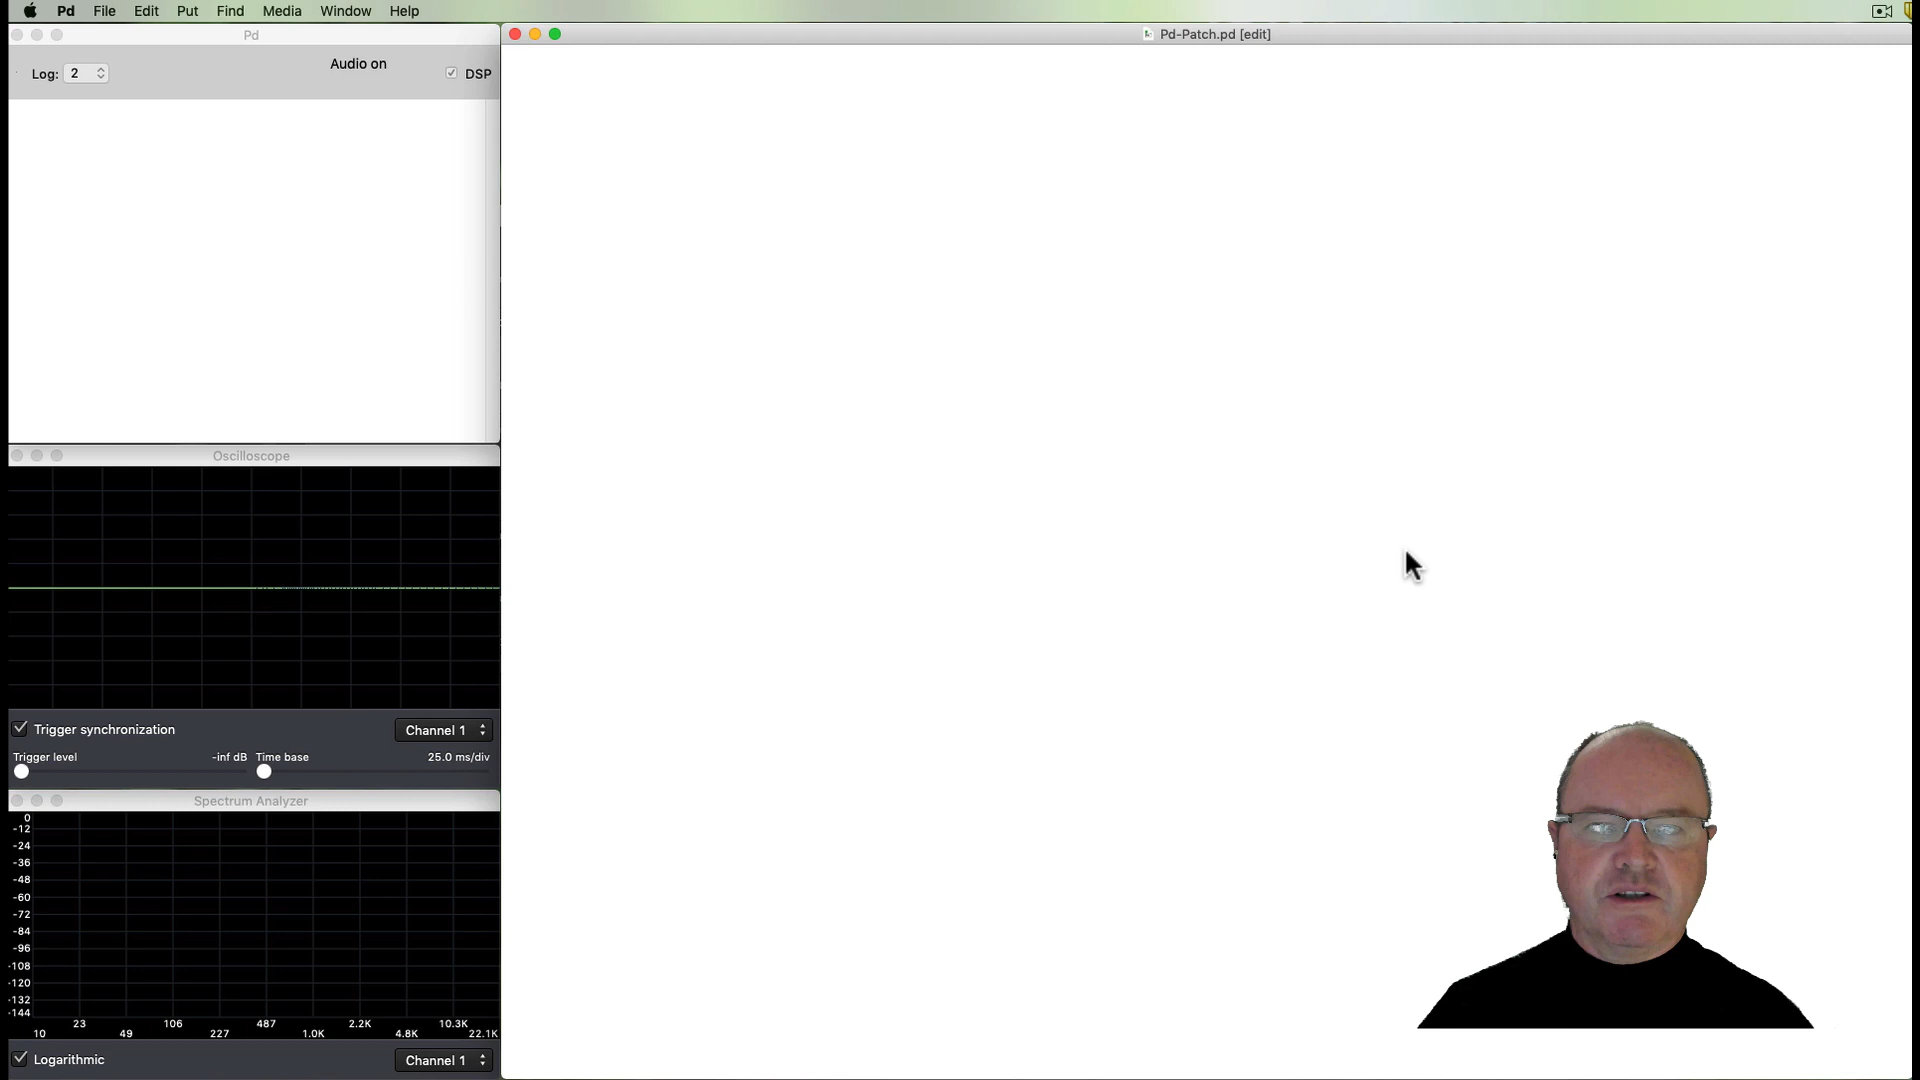 Pd File Edit Put Find Media Window Help
Pd
Log: 2
Audio on
DSP
Pd-Patch.pd [edit]
Oscilloscope
Trigger synchronization
Channel 1
Trigger level -inf dB
Time base 25.0 ms/div
Spectrum Analyzer
0
-12
-24
-36
-48
-60
-72
-84
-96
-108
-120
-132
-144
23 106 487 2.2K 10.3K
10 49 227 1.0K 4.8K 22.1K
Logarithmic
Channel 1